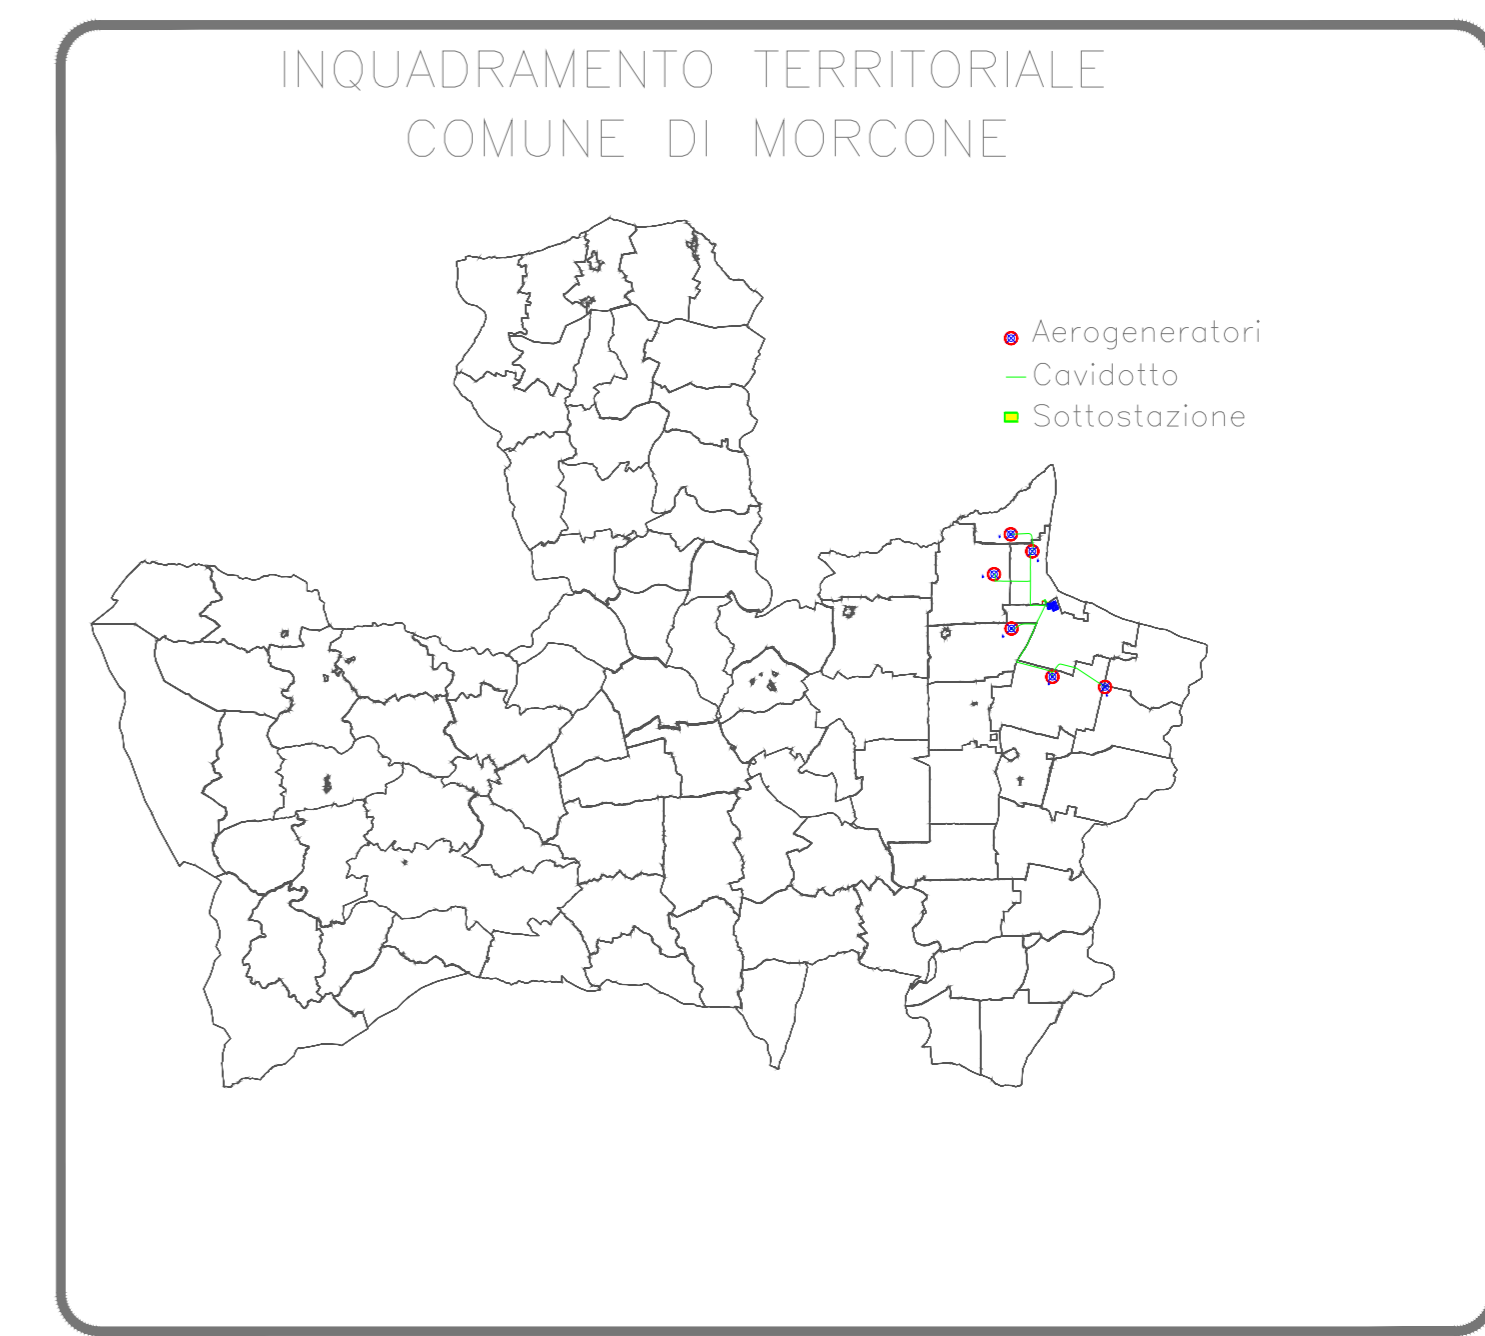 INQUADRAMENTO TERRITORIALE
COMUNE DI MORCONE
Aerogeneratori
Cavidotto
Sottostazione